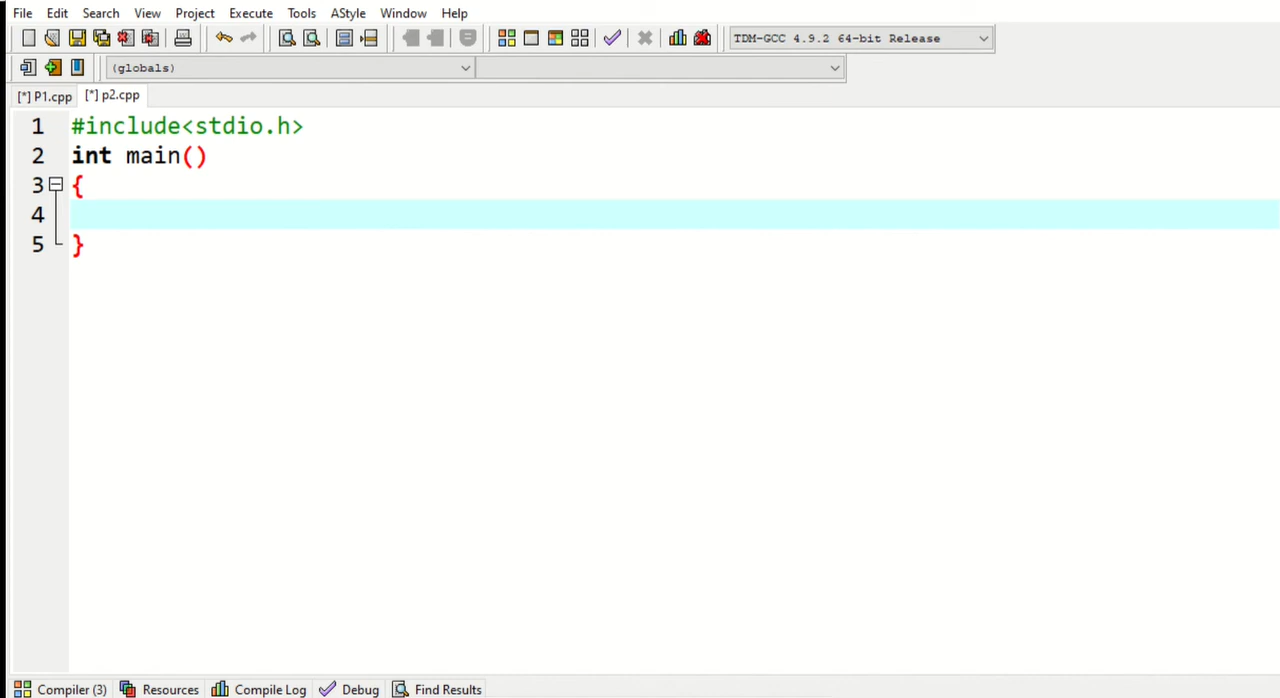 File Edit Search View Project Execute Tools AStyle Window Help
TDM-GCC 4.9.2 64-bit Release
(globals)
[*] P1.cpp [*] p2.cpp
1 #include<stdio.h>
2 int main()
3 {
4
5 }
Compiler (3) Resources Compile Log Debug Find Results